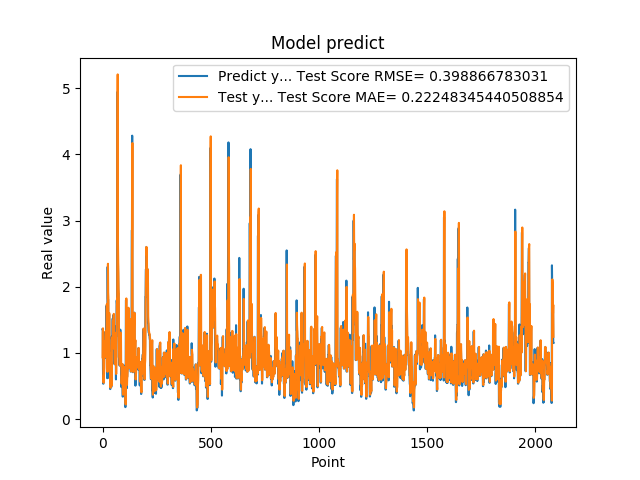 Model predict
Predict y... Test Score RMSE= 0.398866783031
Test y... Test Score MAE= 0.22248345440508854
5
4
3
2
1
0
Real value
0 500 1000 1500 2000
Point